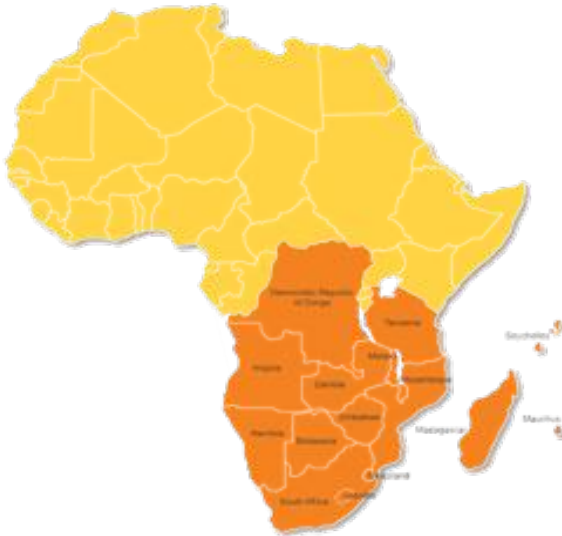 Democratic Republic
of Congo
Tanzania
Seychelles
Angola
Malawi
Zambia
Mozambique
Zimbabwe
Mauritius
Madagascar
Namibia
Botswana
Swaziland
Lesotho
South Africa